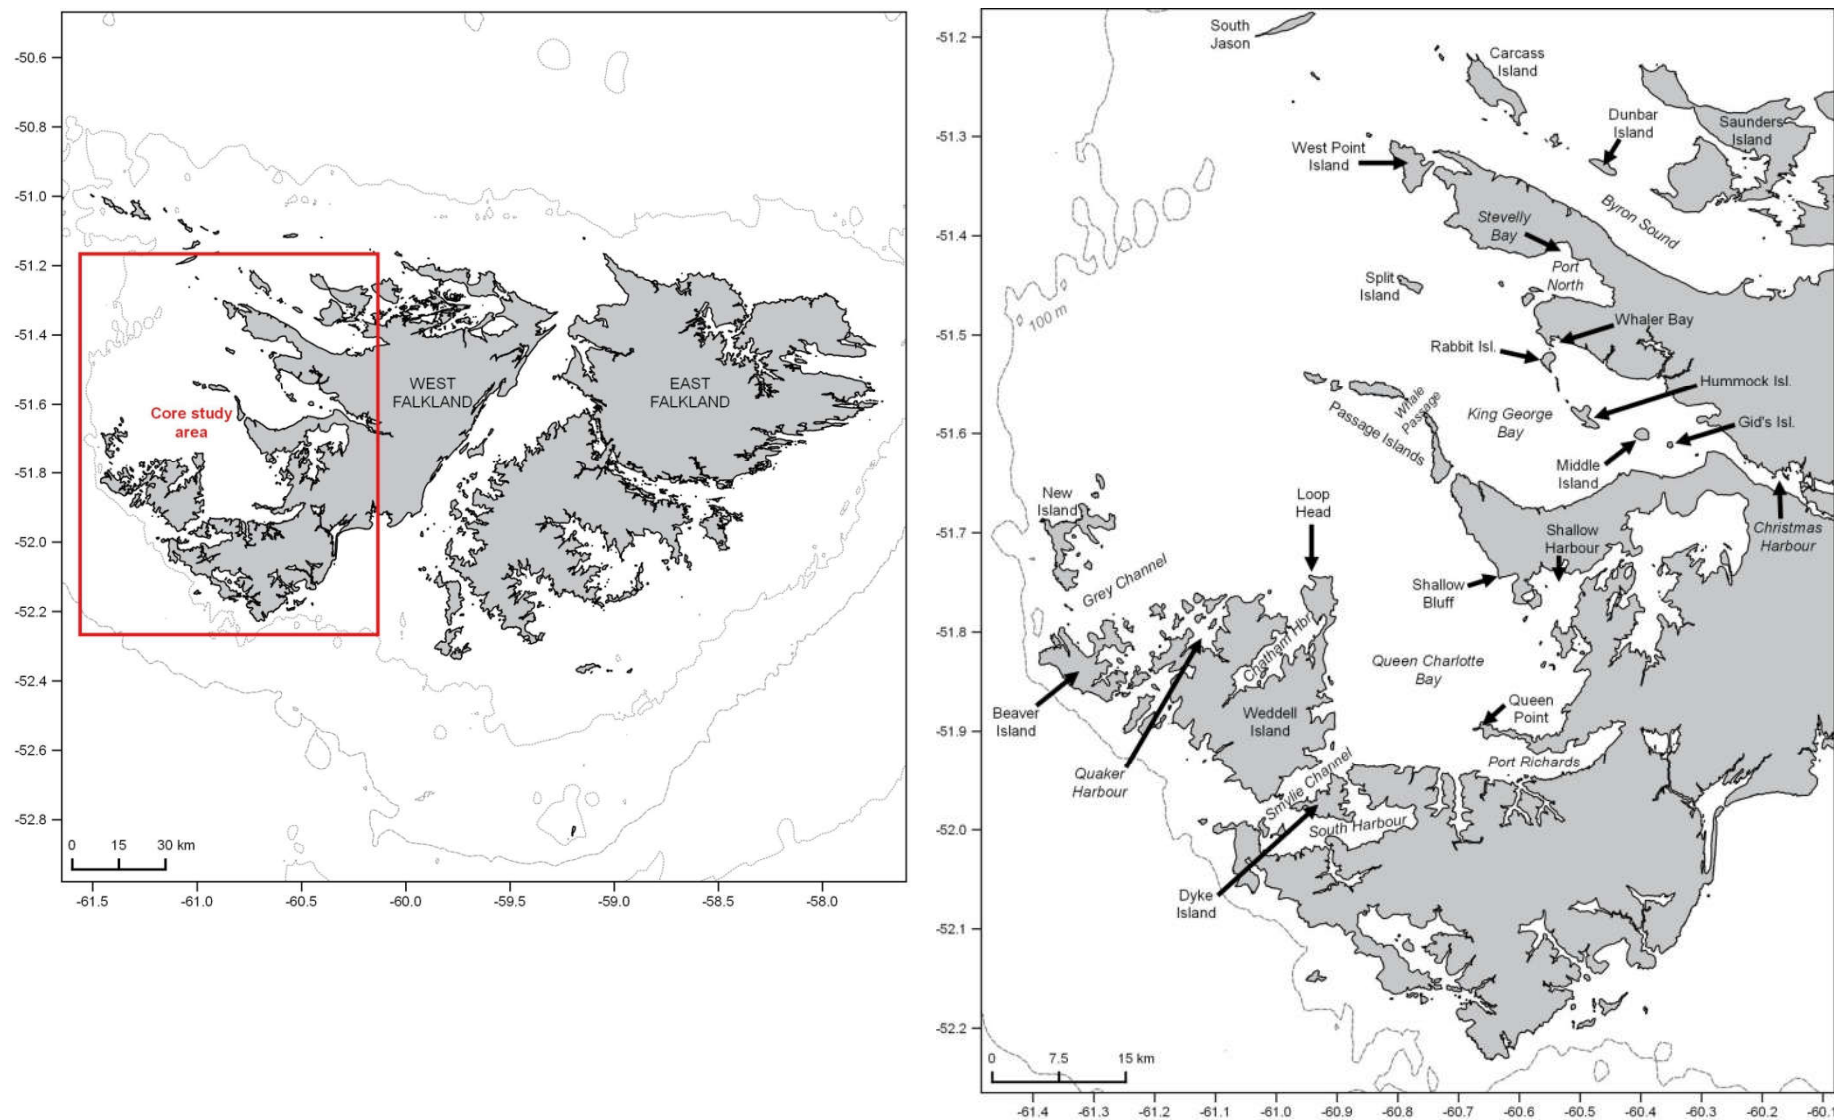 -50.6
-50.8
-51.0
-51.2
-51.4
-51.6
-51.8
-52.0
-52.2
-52.4
-52.6
-52.8
Core study
area
WEST
FALKLAND
EAST
FALKLAND
0 15 30 km
-61.5 -61.0 -60.5 -60.0 -59.5 -59.0 -58.5 -58.0
-51.2
-51.3
-51.4
-51.5
-51.6
-51.7
-51.8
-51.9
-52.0
-52.1
-52.2
South
Jason
Carcass
Island
Dunbar
Island
Saunders
Island
West Point
Island
Byron Sound
Stevelly
Bay
Port
North
Split
Island
100 m
Whaler Bay
Rabbit Isl.
Hummock Isl.
Whale
Passage
Passage Islands
King George
Bay
Gid's Isl.
Middle
Island
New
Island
Loop
Head
Shallow
Harbour
Christmas
Harbour
Grey Channel
Shallow
Bluff
Chatham Hbr.
Queen Charlotte
Bay
Beaver
Island
Weddell
Island
Queen
Point
Quaker
Harbour
Smylie Channel
Port Richards
South Harbour
Dyke
Island
0 7.5 15 km
-61.4 -61.3 -61.2 -61.1 -61.0 -60.9 -60.8 -60.7 -60.6 -60.5 -60.4 -60.3 -60.2